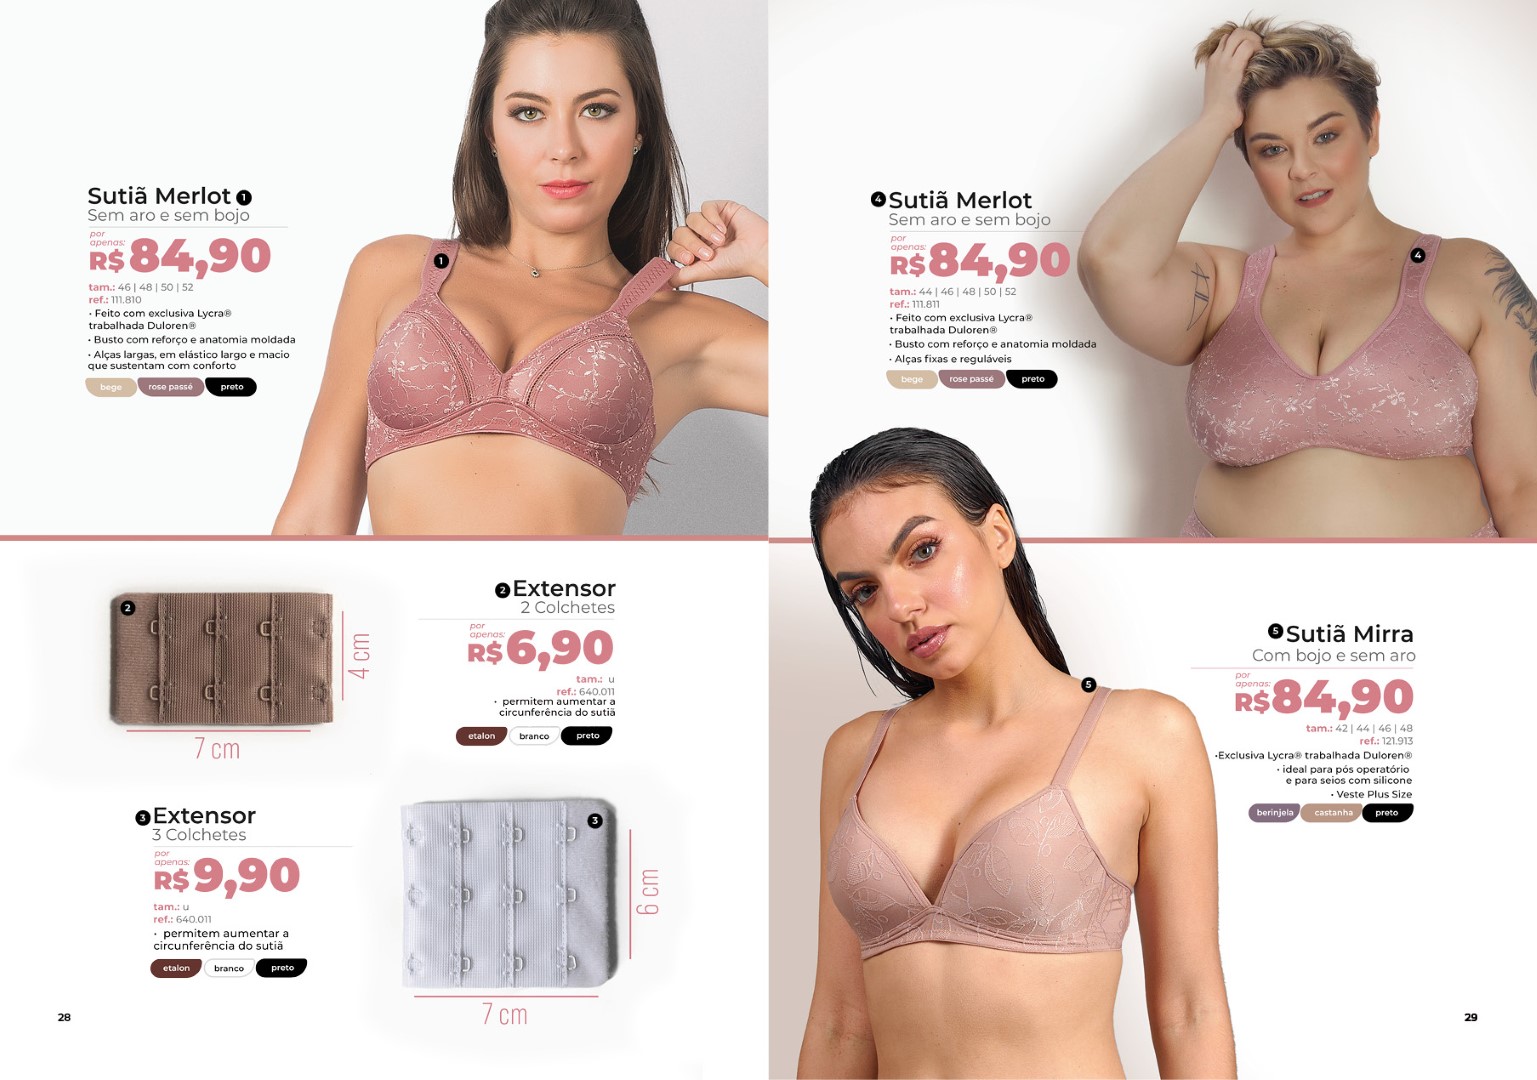 Sutiã Merlot 1
Sem aro e sem bojo
por
apenas:
R$ 84,90
tam.: 46 | 48 | 50 | 52
ref.: 111.810
• Feito com exclusiva Lycra®
trabalhada Duloren®
• Busto com reforço e anatomia moldada
• Alças largas, em elástico largo e macio
que sustentam com conforto
bege rose passé preto
1
2 Extensor
2 Colchetes
por
apenas:
R$ 6,90
tam.: u
ref.: 640.011
• permitem aumentar a
circunferência do sutiã
etalon branco preto
2
4 cm
7 cm
3 Extensor
3 Colchetes
por
apenas:
R$ 9,90
tam.: u
ref.: 640.011
• permitem aumentar a
circunferência do sutiã
etalon branco preto
3
6 cm
7 cm
28
4 Sutiã Merlot
Sem aro e sem bojo
por
apenas:
R$ 84,90
tam.: 44 | 46 | 48 | 50 | 52
ref.: 111.811
• Feito com exclusiva Lycra®
trabalhada Duloren®
• Busto com reforço e anatomia moldada
• Alças fixas e reguláveis
bege rose passé preto
4
5 Sutiã Mirra
Com bojo e sem aro
por
apenas:
R$ 84,90
tam.: 42 | 44 | 46 | 48
ref.: 121.913
•Exclusiva Lycra® trabalhada Duloren®
• ideal para pós operatório
e para seios com silicone
• Veste Plus Size
berinjela castanha preto
5
29